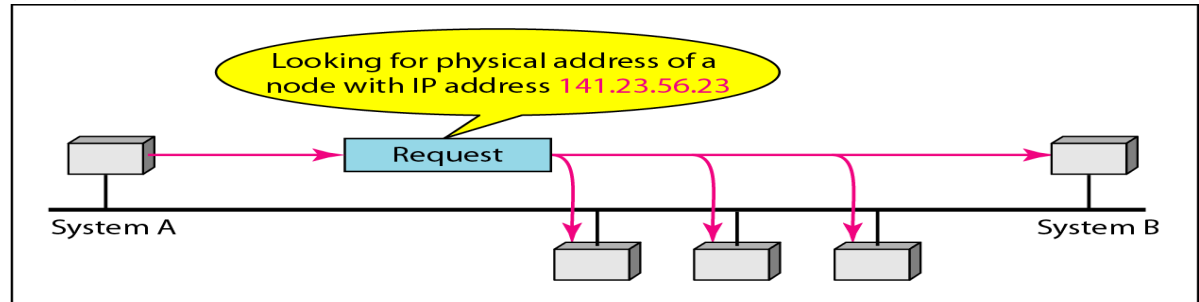 Looking for physical address of a
node with IP address 141.23.56.23
Request
System A
System B